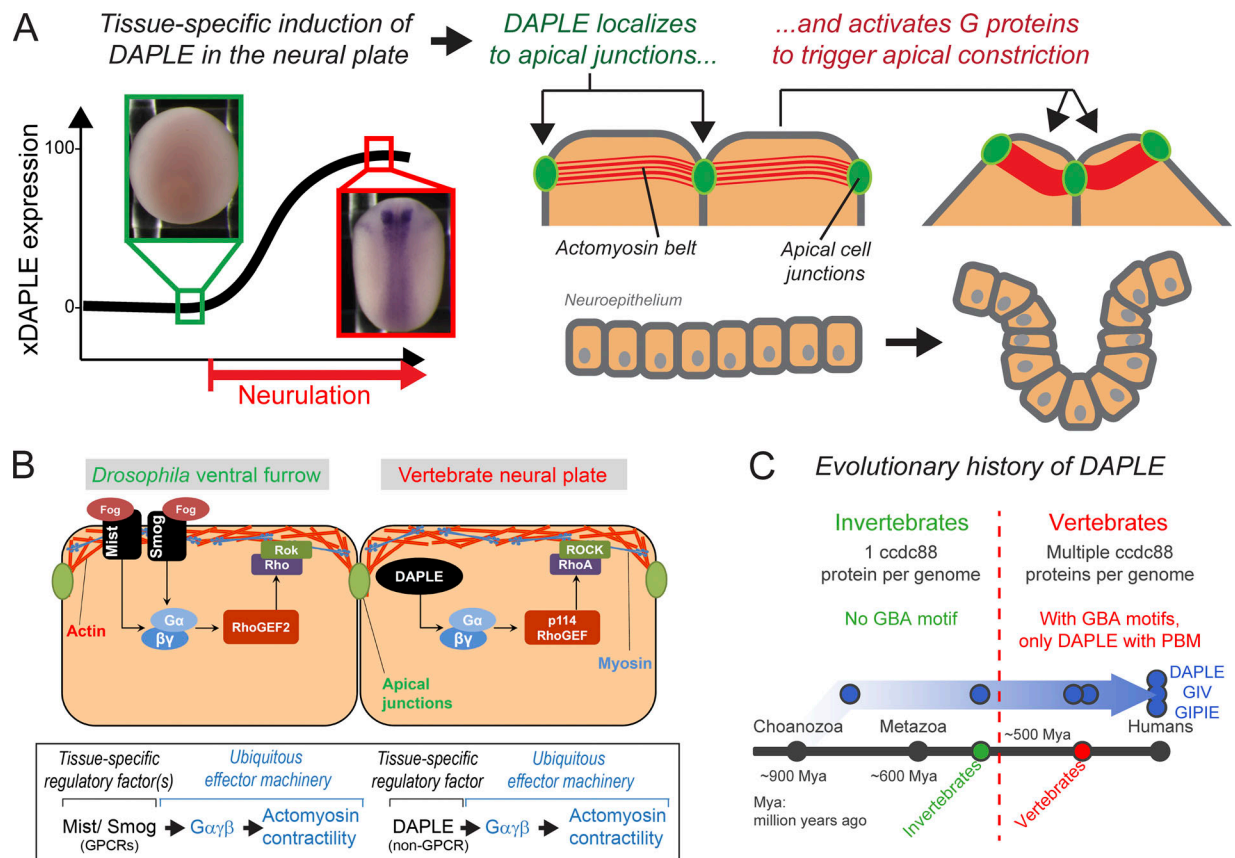 A
Tissue-specific induction of
DAPLE in the neural plate
DAPLE localizes
to apical junctions...
...and activates G proteins
to trigger apical constriction
xDAPLE expression
100
0
Neurulation
Actomyosin belt
Apical cell
junctions
Neuroepithelium
B
Drosophila ventral furrow
Vertebrate neural plate
Fog
Fog
Mist
Smog
Rok
Rho
Gα
βγ
RhoGEF2
Actin
DAPLE
ROCK
RhoA
Gα
βγ
p114
RhoGEF
Myosin
Apical
junctions
Tissue-specific
regulatory factor(s)
Ubiquitous
effector machinery
Tissue-specific
regulatory factor
Ubiquitous
effector machinery
Mist/ Smog
(GPCRs)
Gαγβ
Actomyosin
contractility
DAPLE
(non-GPCR)
Gαγβ
Actomyosin
contractility
C
Evolutionary history of DAPLE
Invertebrates
Vertebrates
1 ccdc88
protein per genome
Multiple ccdc88
proteins per genome
No GBA motif
With GBA motifs,
only DAPLE with PBM
DAPLE
GIV
GIPIE
Choanozoa
Metazoa
~500 Mya
Humans
~900 Mya
~600 Mya
Mya:
million years ago
Invertebrates
Vertebrates